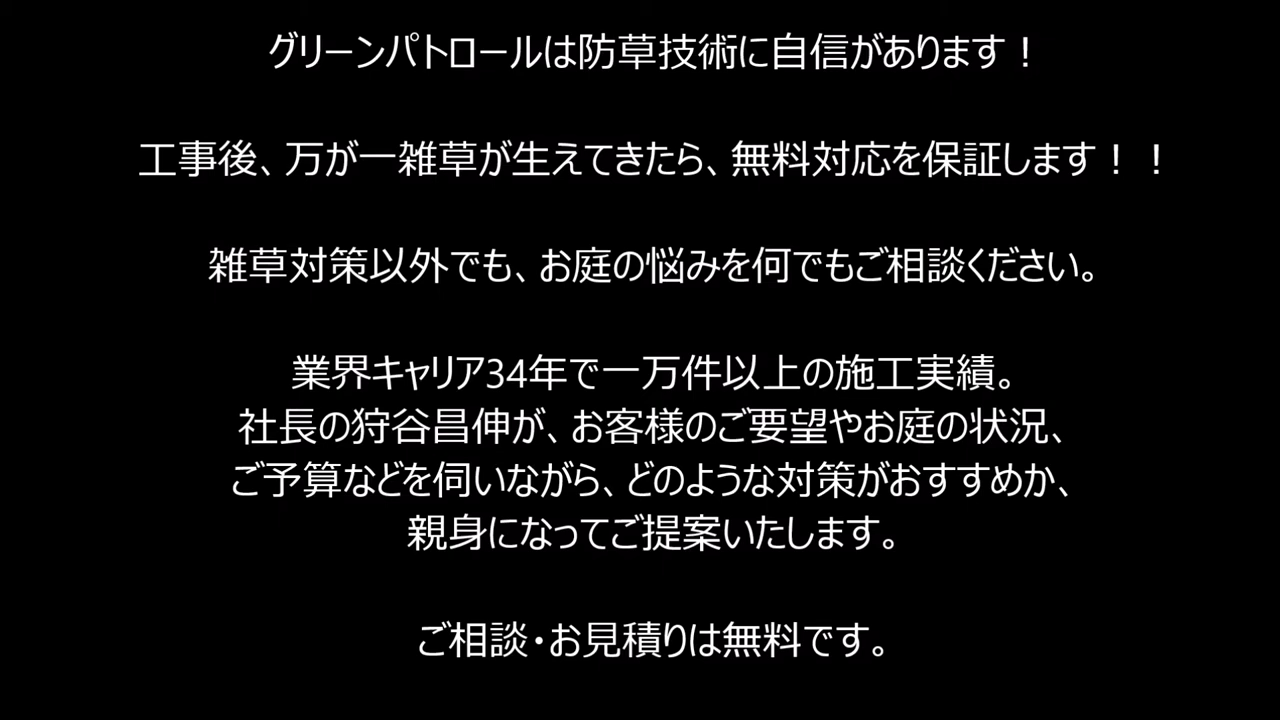 グリーンパトロールは防草技術に自信があります！
工事後、万が一雑草が生えてきたら、無料対応を保証します！！
雑草対策以外でも、お庭の悩みを何でもご相談ください。
業界キャリア34年で一万件以上の施工実績。
社長の狩谷昌伸が、お客様のご要望やお庭の状況、
ご予算などを伺いながら、どのような対策がおすすめか、
親身になってご提案いたします。
ご相談・お見積りは無料です。